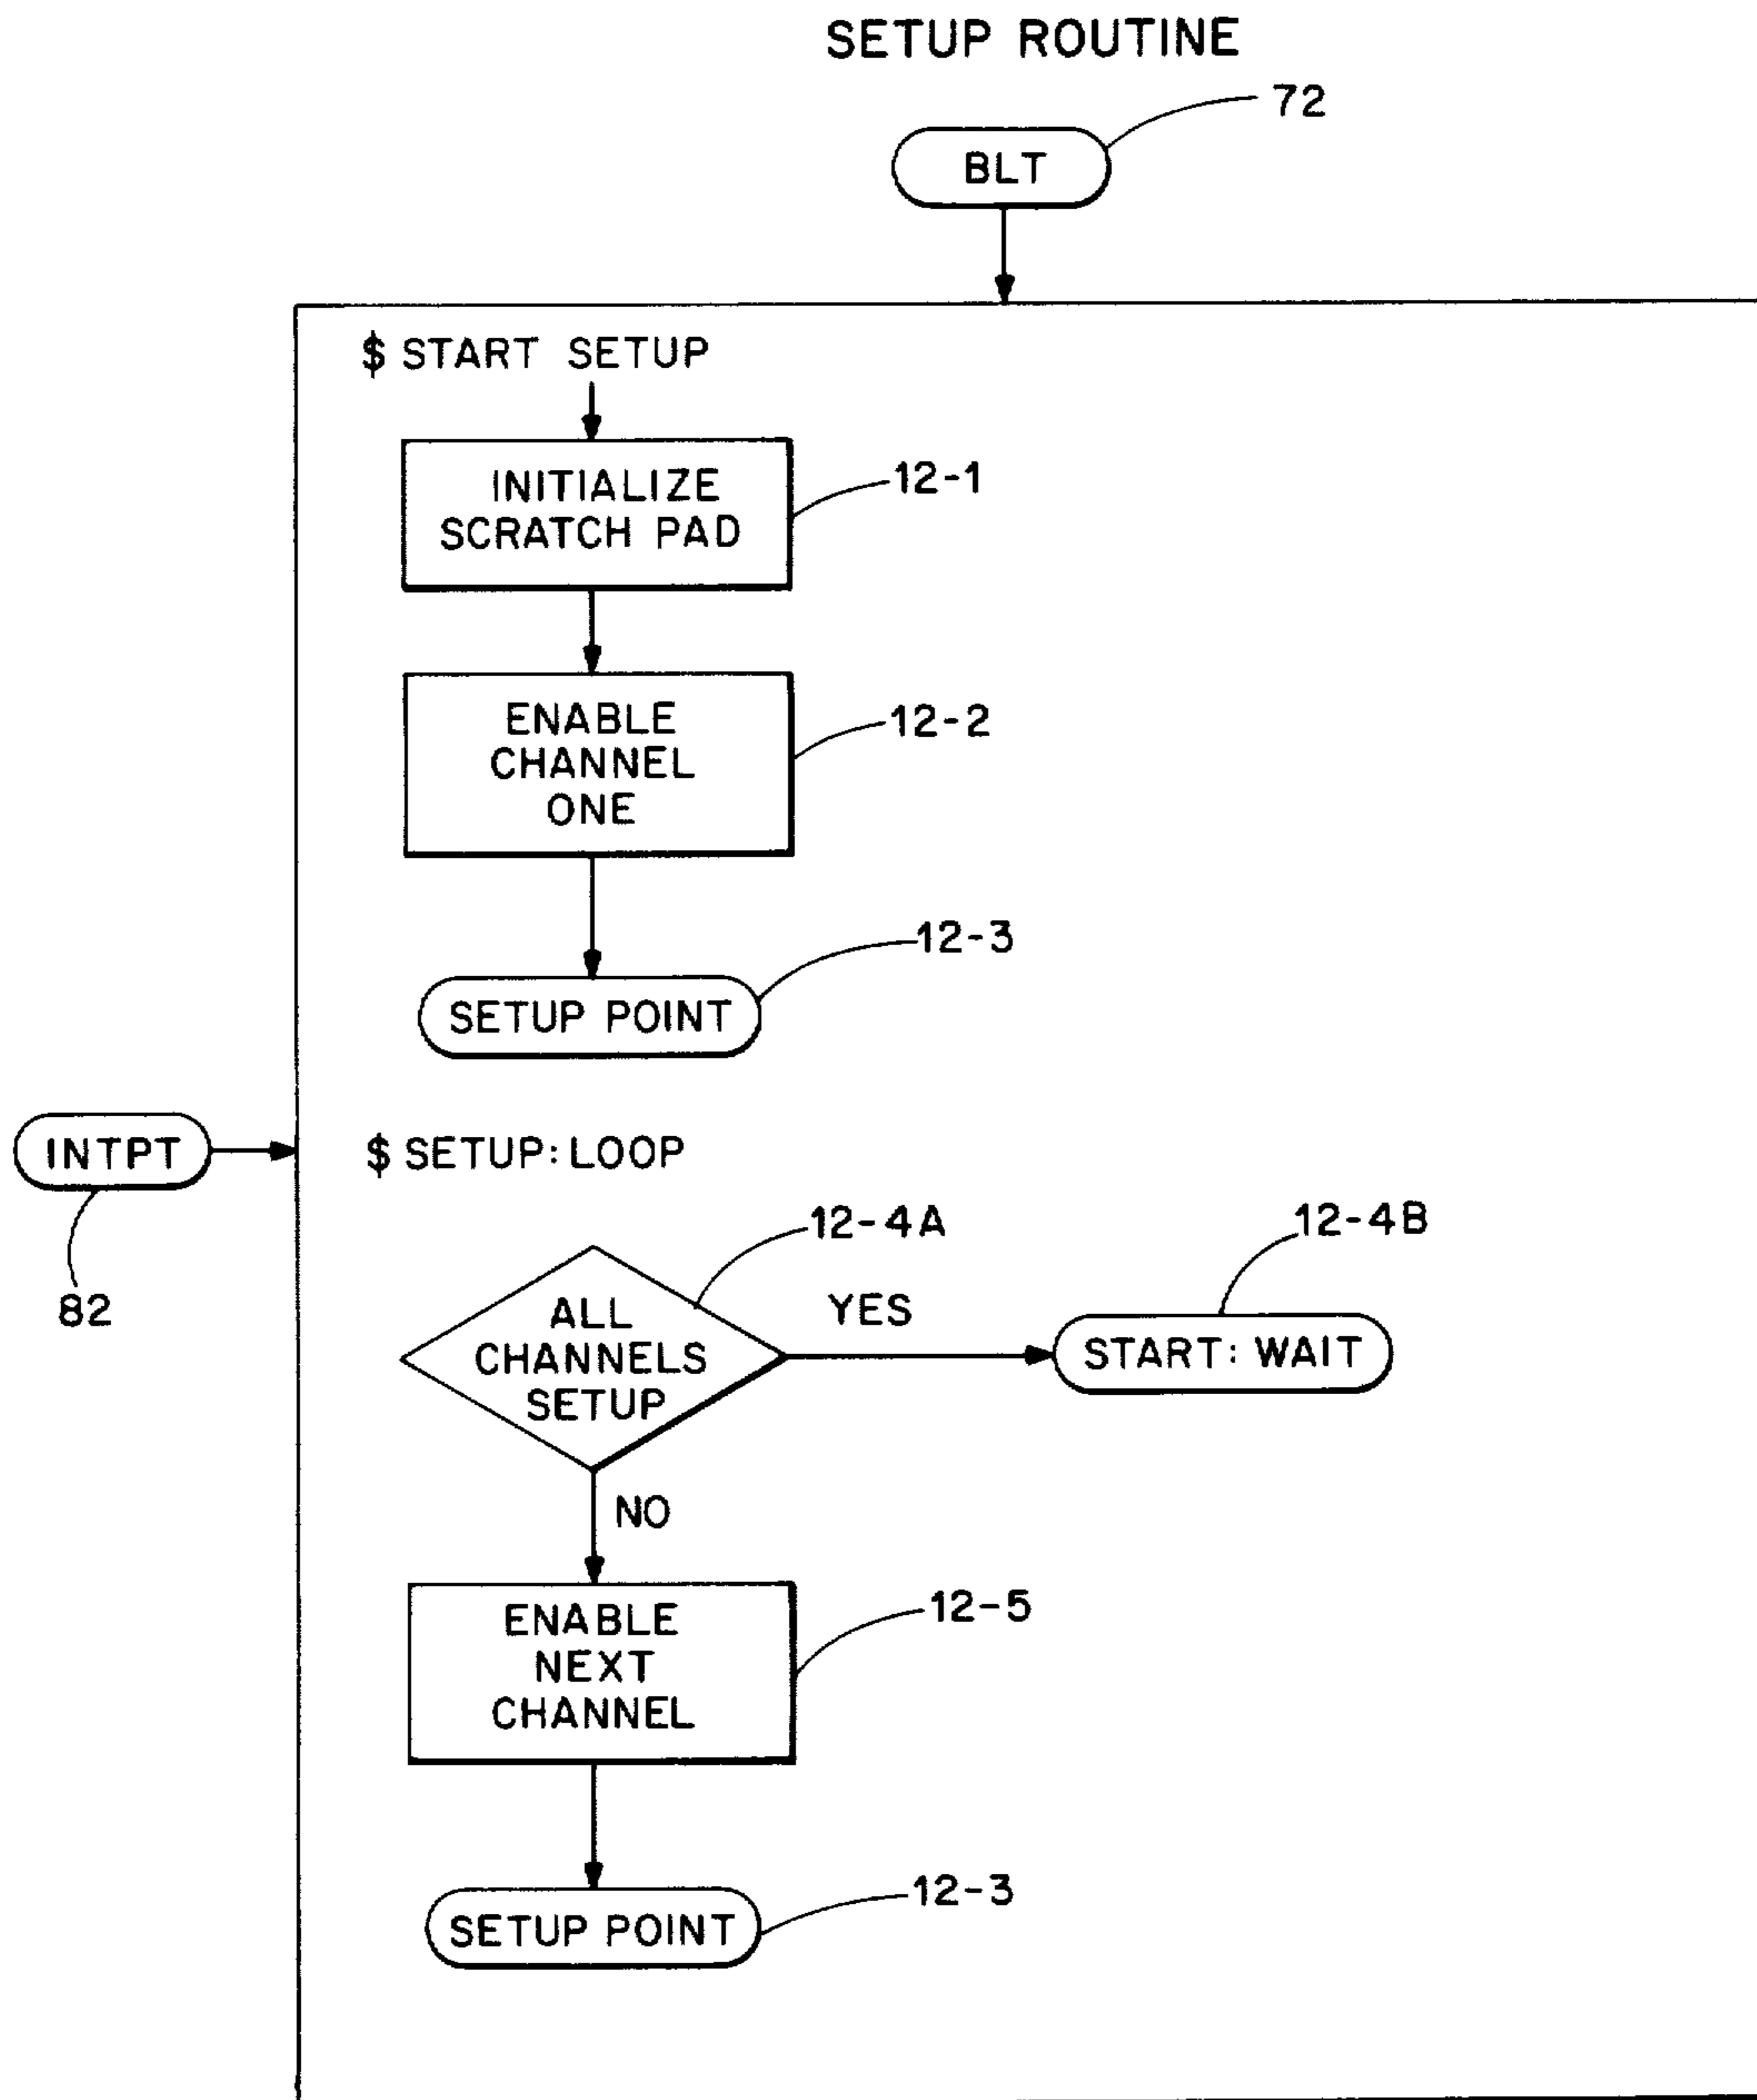 SETUP ROUTINE
72
BLT
$ START SETUP
INITIALIZE
SCRATCH PAD
12-1
ENABLE
CHANNEL
ONE
12-2
12-3
SETUP POINT
INTPT
82
$ SETUP: LOOP
12-4A
12-4B
ALL
CHANNELS
SETUP
YES
START: WAIT
NO
ENABLE
NEXT
CHANNEL
12-5
12-3
SETUP POINT